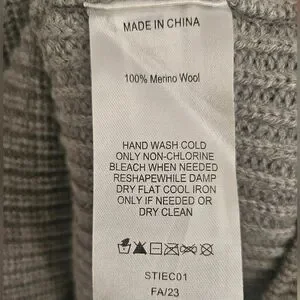 MADE IN CHINA
100% Merino Wool
HAND WASH COLD
ONLY NON-CHLORINE
BLEACH WHEN NEEDED
RESHAPEWHILE DAMP
DRY FLAT COOL IRON
ONLY IF NEEDED OR
DRY CLEAN
STIEC01
FA/23